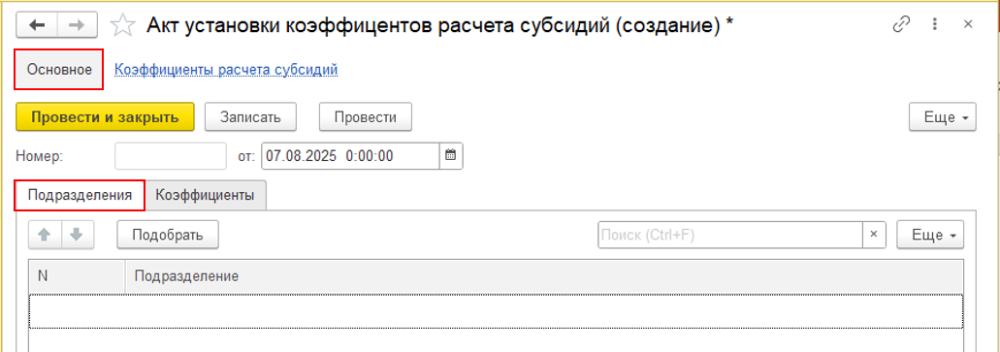 Акт установки коэффицентов расчета субсидий (создание) *
Основное Коэффициенты расчета субсидий
Провести и закрыть Записать Провести Еще
Номер: от: 07.08.2025 0:00:00
Подразделения Коэффициенты
Подобрать Поиск (Ctrl+F) × Еще
N Подразделение